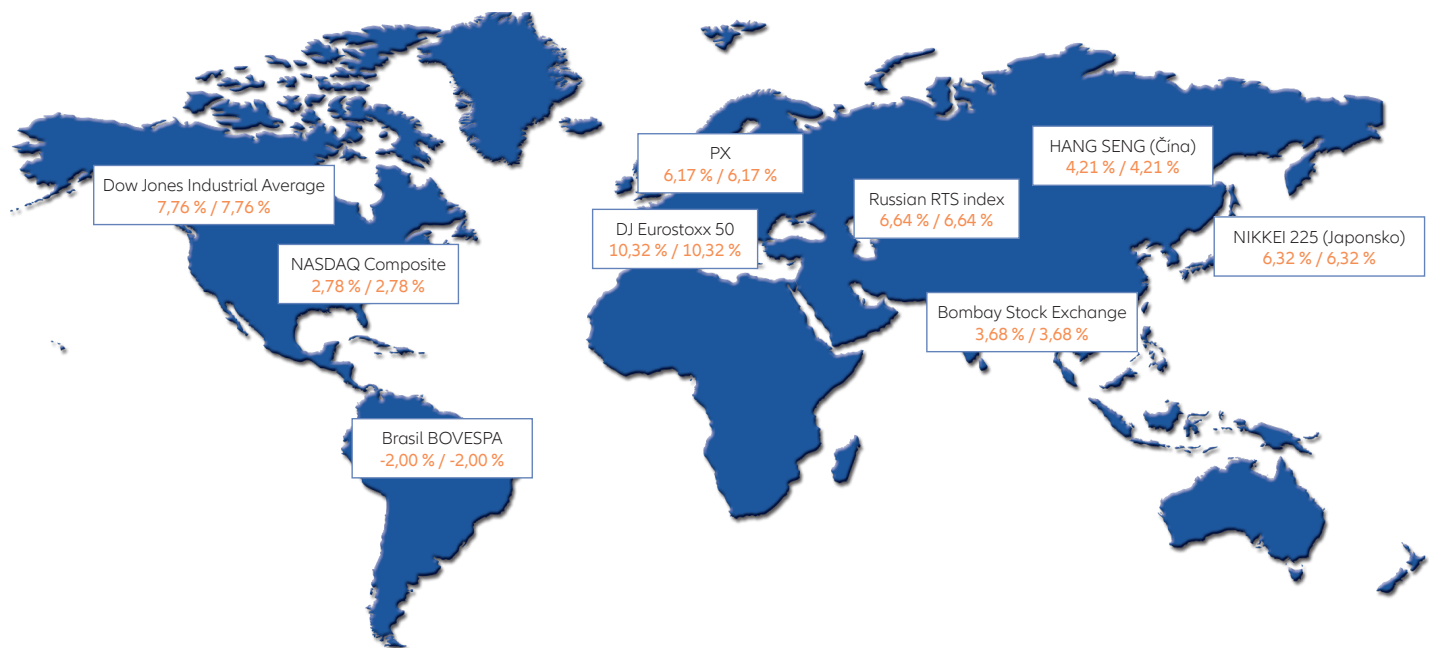 PX
6,17 % / 6,17 %
HANG SENG (Čína)
4,21 % / 4,21 %
Dow Jones Industrial Average
7,76 % / 7,76 %
Russian RTS index
6,64 % / 6,64 %
DJ Eurostoxx 50
10,32 % / 10,32 %
NIKKEI 225 (Japonsko)
6,32 % / 6,32 %
NASDAQ Composite
2,78 % / 2,78 %
Bombay Stock Exchange
3,68 % / 3,68 %
Brasil BOVESPA
-2,00 % / -2,00 %